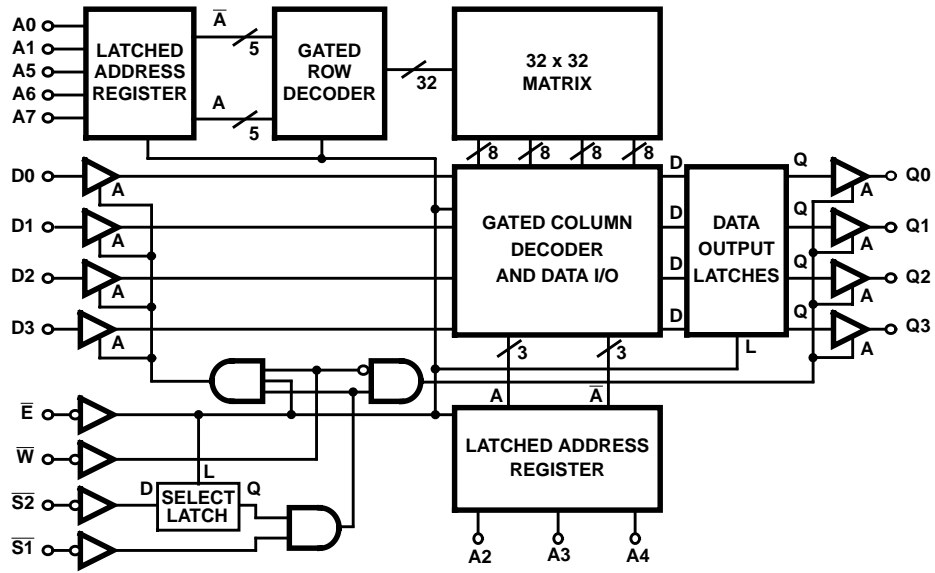 A0
A1
A5
A6
A7
LATCHED
ADDRESS
REGISTER
A̅
5
A
5
GATED
ROW
DECODER
32
32 x 32
MATRIX
8
8
8
8
D0
A
D1
A
D2
A
D3
A
GATED COLUMN
DECODER
AND DATA I/O
D
D
D
D
DATA
OUTPUT
LATCHES
L
Q
Q
Q
Q
A
Q0
A
Q1
A
Q2
A
Q3
3
3
A
A̅
E̅
W̅
S̅2̅
S̅1̅
D
L
Q
SELECT
LATCH
LATCHED ADDRESS
REGISTER
A2
A3
A4